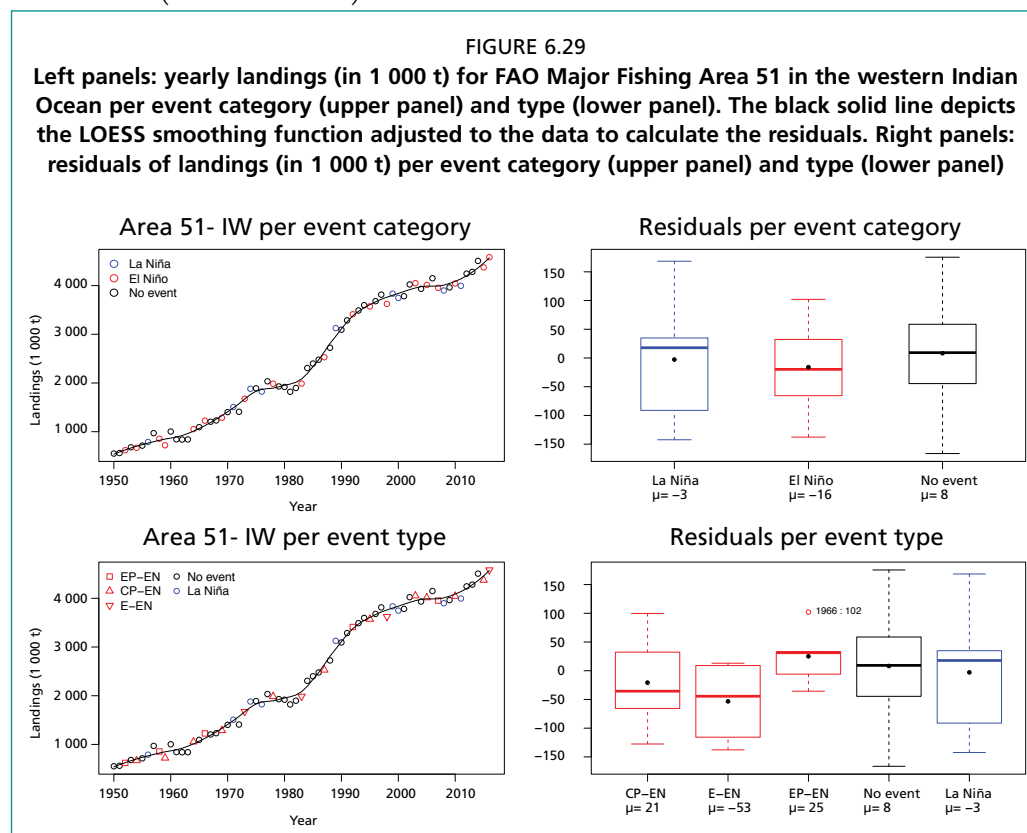 FIGURE 6.29
Left panels: yearly landings (in 1 000 t) for FAO Major Fishing Area 51 in the western Indian
Ocean per event category (upper panel) and type (lower panel). The black solid line depicts
the LOESS smoothing function adjusted to the data to calculate the residuals. Right panels:
residuals of landings (in 1 000 t) per event category (upper panel) and type (lower panel)
Area 51- IW per event category
La Niña
El Niño
No event
Landings (1 000 t)
4 000
3 000
2 000
1 000
1950 1960 1970 1980 1990 2000 2010
Year
Residuals per event category
150
50
0
−50
−150
La Niña El Niño No event
μ= −3 μ= −16 μ= 8
Area 51- IW per event type
EP−EN No event
CP−EN La Niña
E−EN
Landings (1 000 t)
4 000
3 000
2 000
1 000
1950 1960 1970 1980 1990 2000 2010
Year
Residuals per event type
150
1966 : 102
50
0
−50
−150
CP−EN E−EN EP−EN No event La Niña
μ= 21 μ= −53 μ= 25 μ= 8 μ= −3